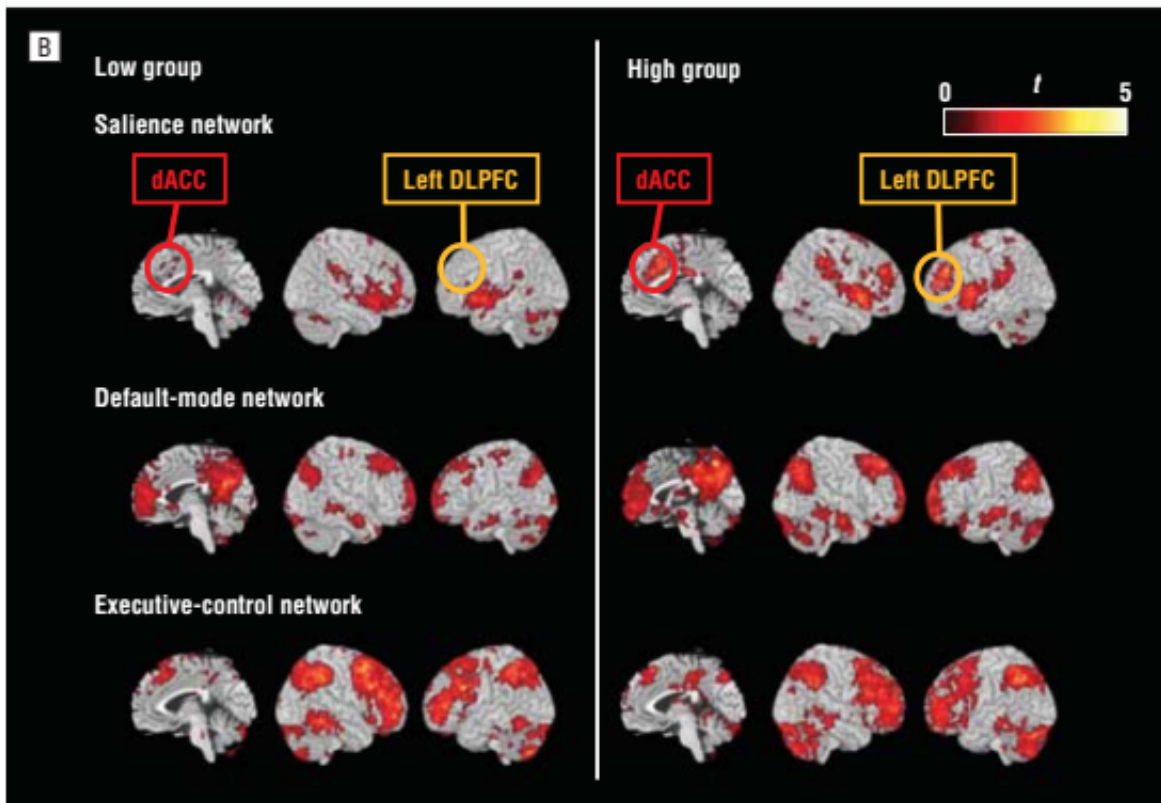 B
Low group
High group
t
0 5
Salience network
dACC
Left DLPFC
dACC
Left DLPFC
Default-mode network
Executive-control network